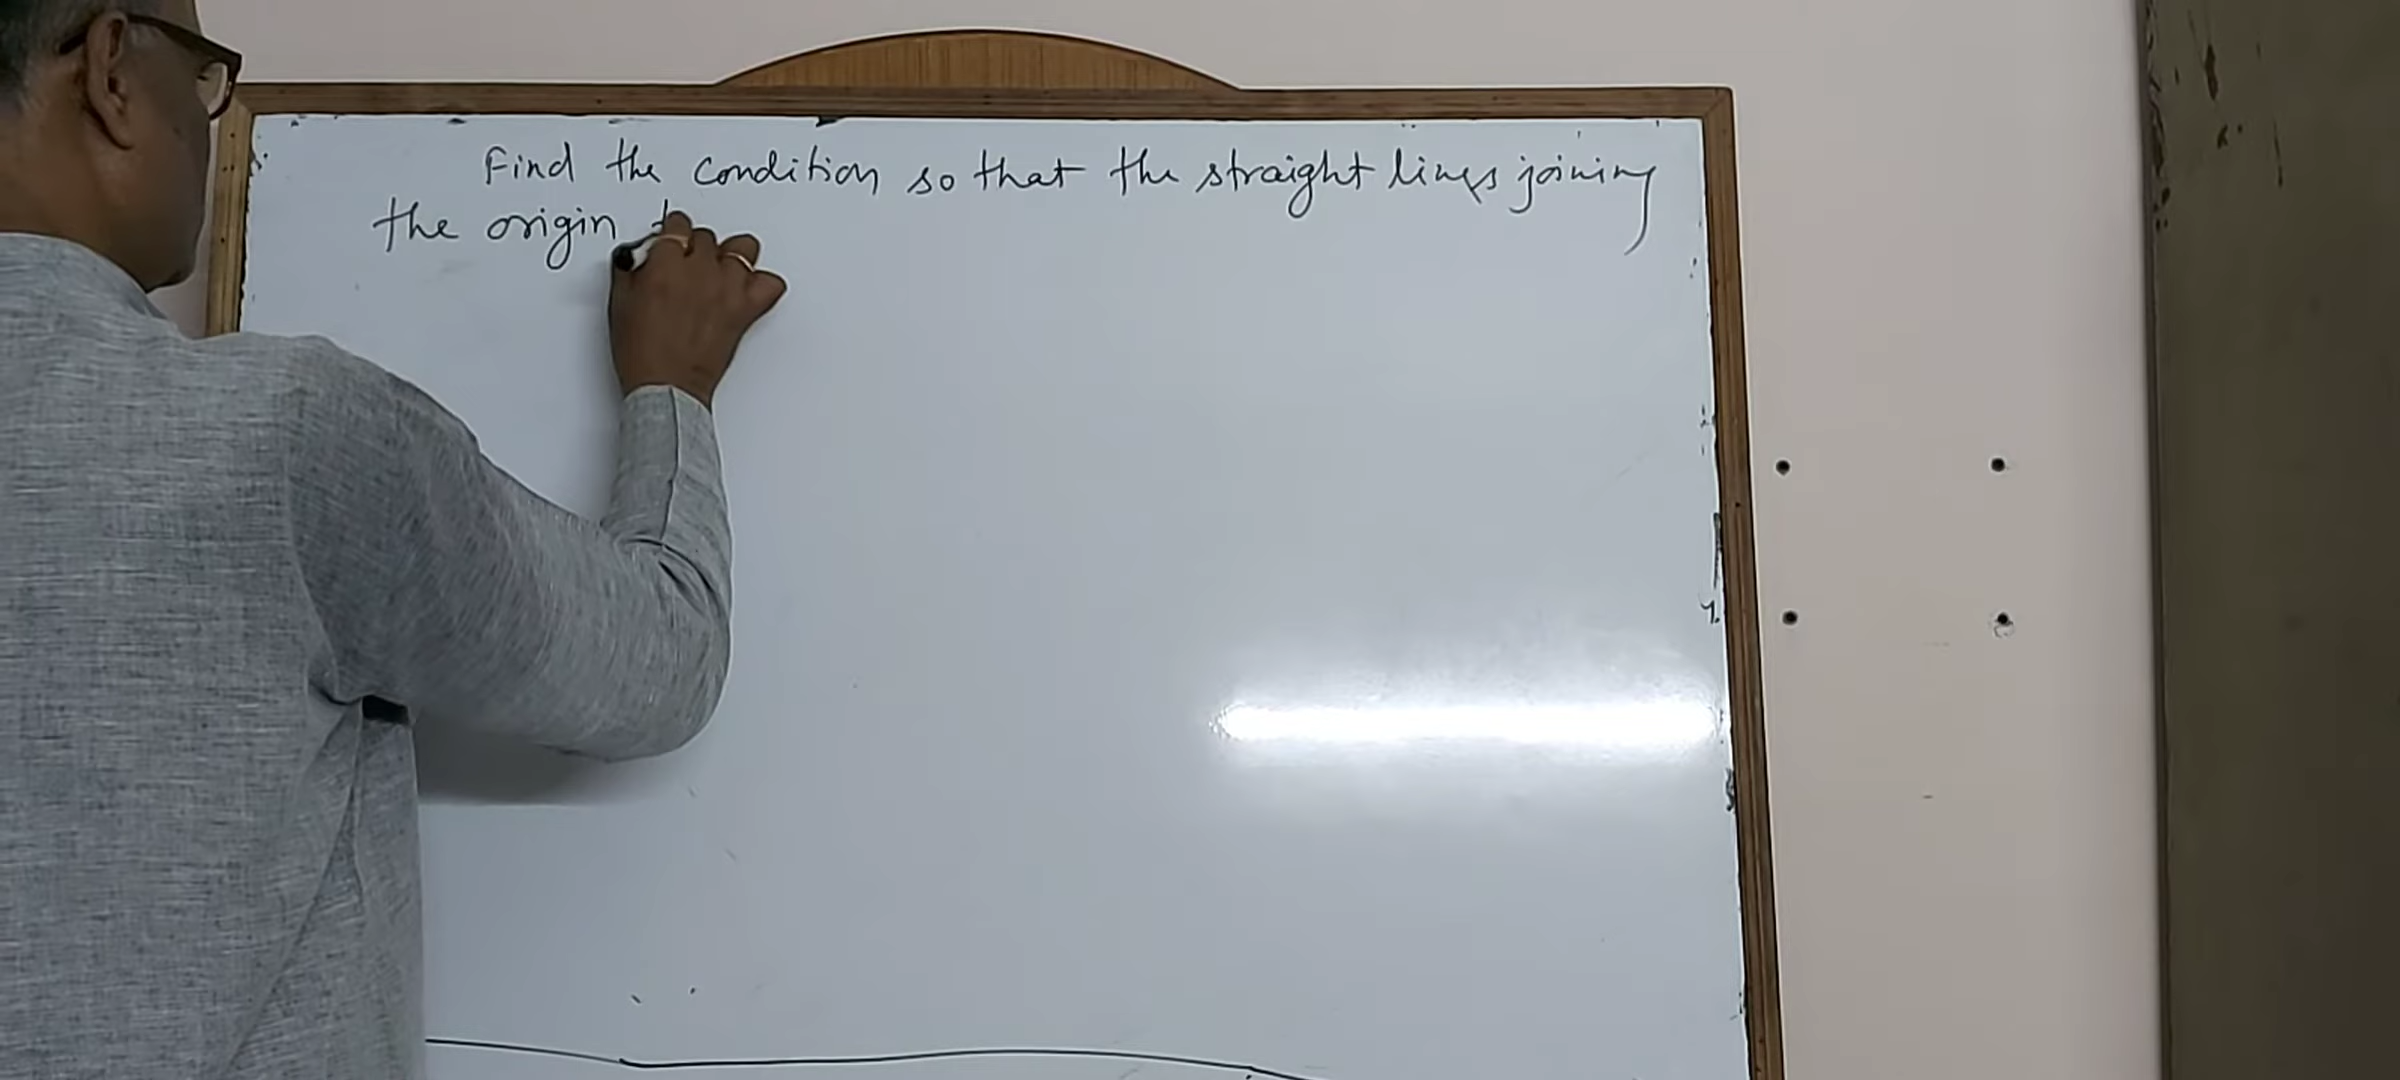 Find the condition so that the straight lines joining
the origin